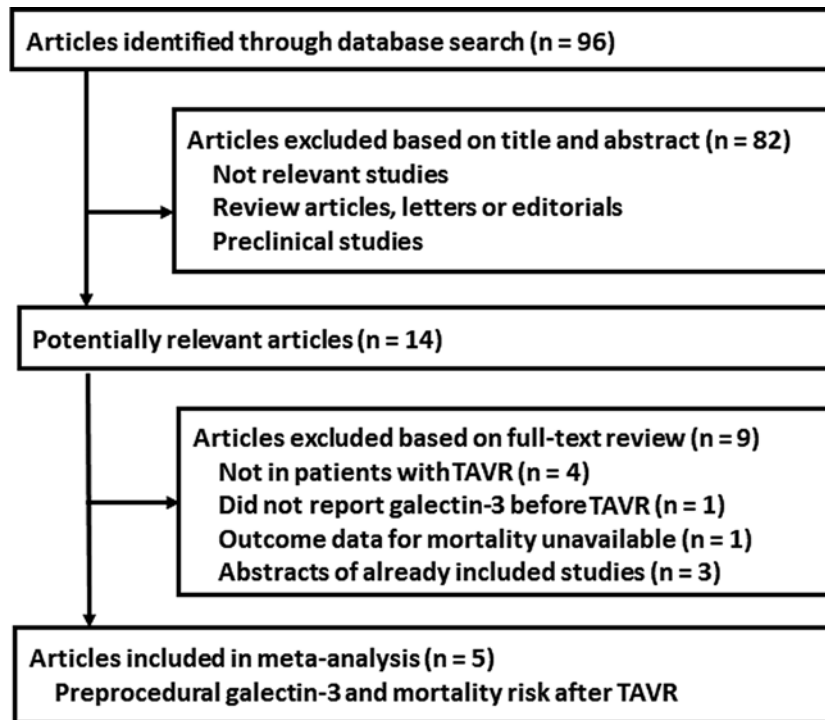 Articles identified through database search (n = 96)
Articles excluded based on title and abstract (n = 82)
Not relevant studies
Review articles, letters or editorials
Preclinical studies
Potentially relevant articles (n = 14)
Articles excluded based on full-text review (n = 9)
Not in patients with TAVR (n = 4)
Did not report galectin-3 before TAVR (n = 1)
Outcome data for mortality unavailable (n = 1)
Abstracts of already included studies (n = 3)
Articles included in meta-analysis (n = 5)
Preprocedural galectin-3 and mortality risk after TAVR